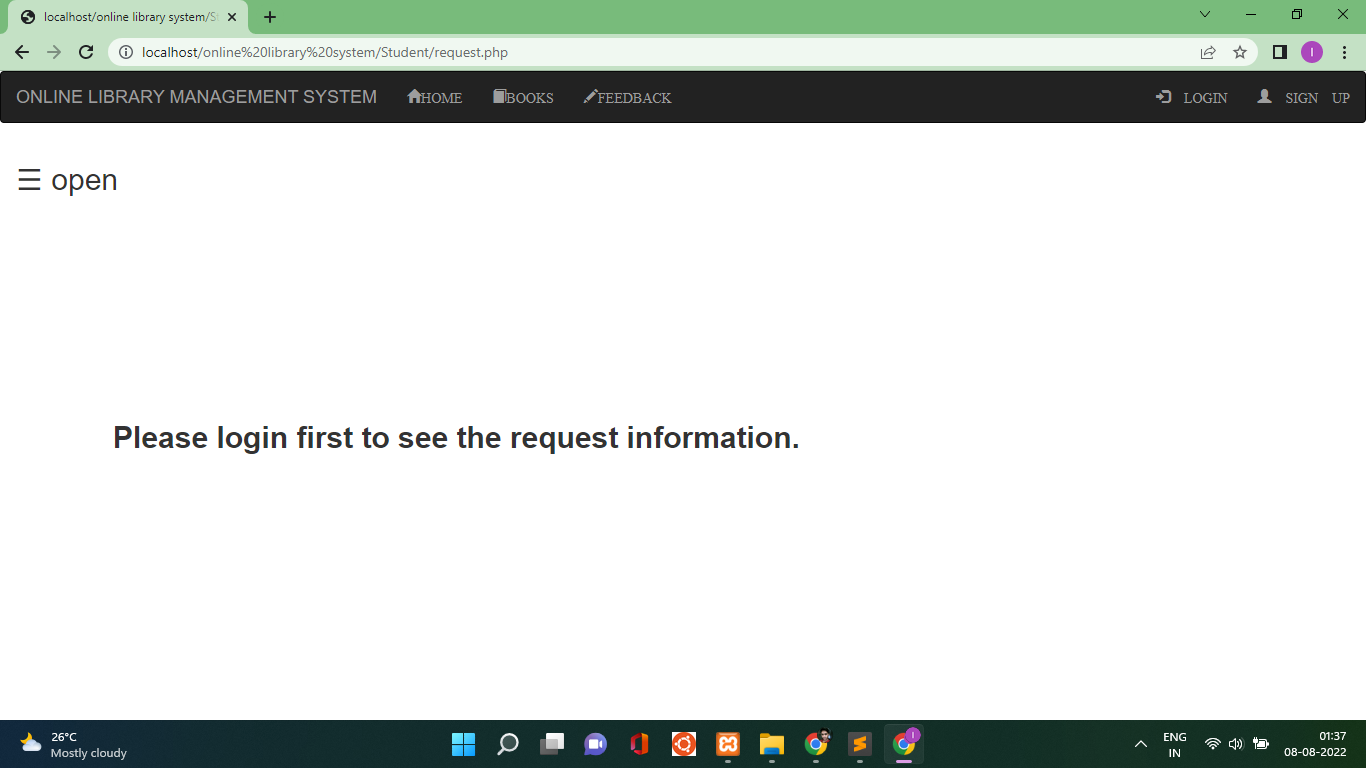 localhost/online library system/S
localhost/online%20library%20system/Student/request.php
I
ONLINE LIBRARY MANAGEMENT SYSTEM HOME BOOKS FEEDBACK LOGIN SIGN UP
☰ open
Please login first to see the request information.
26°C
Mostly cloudy
I
ENG
IN
01:37
08-08-2022